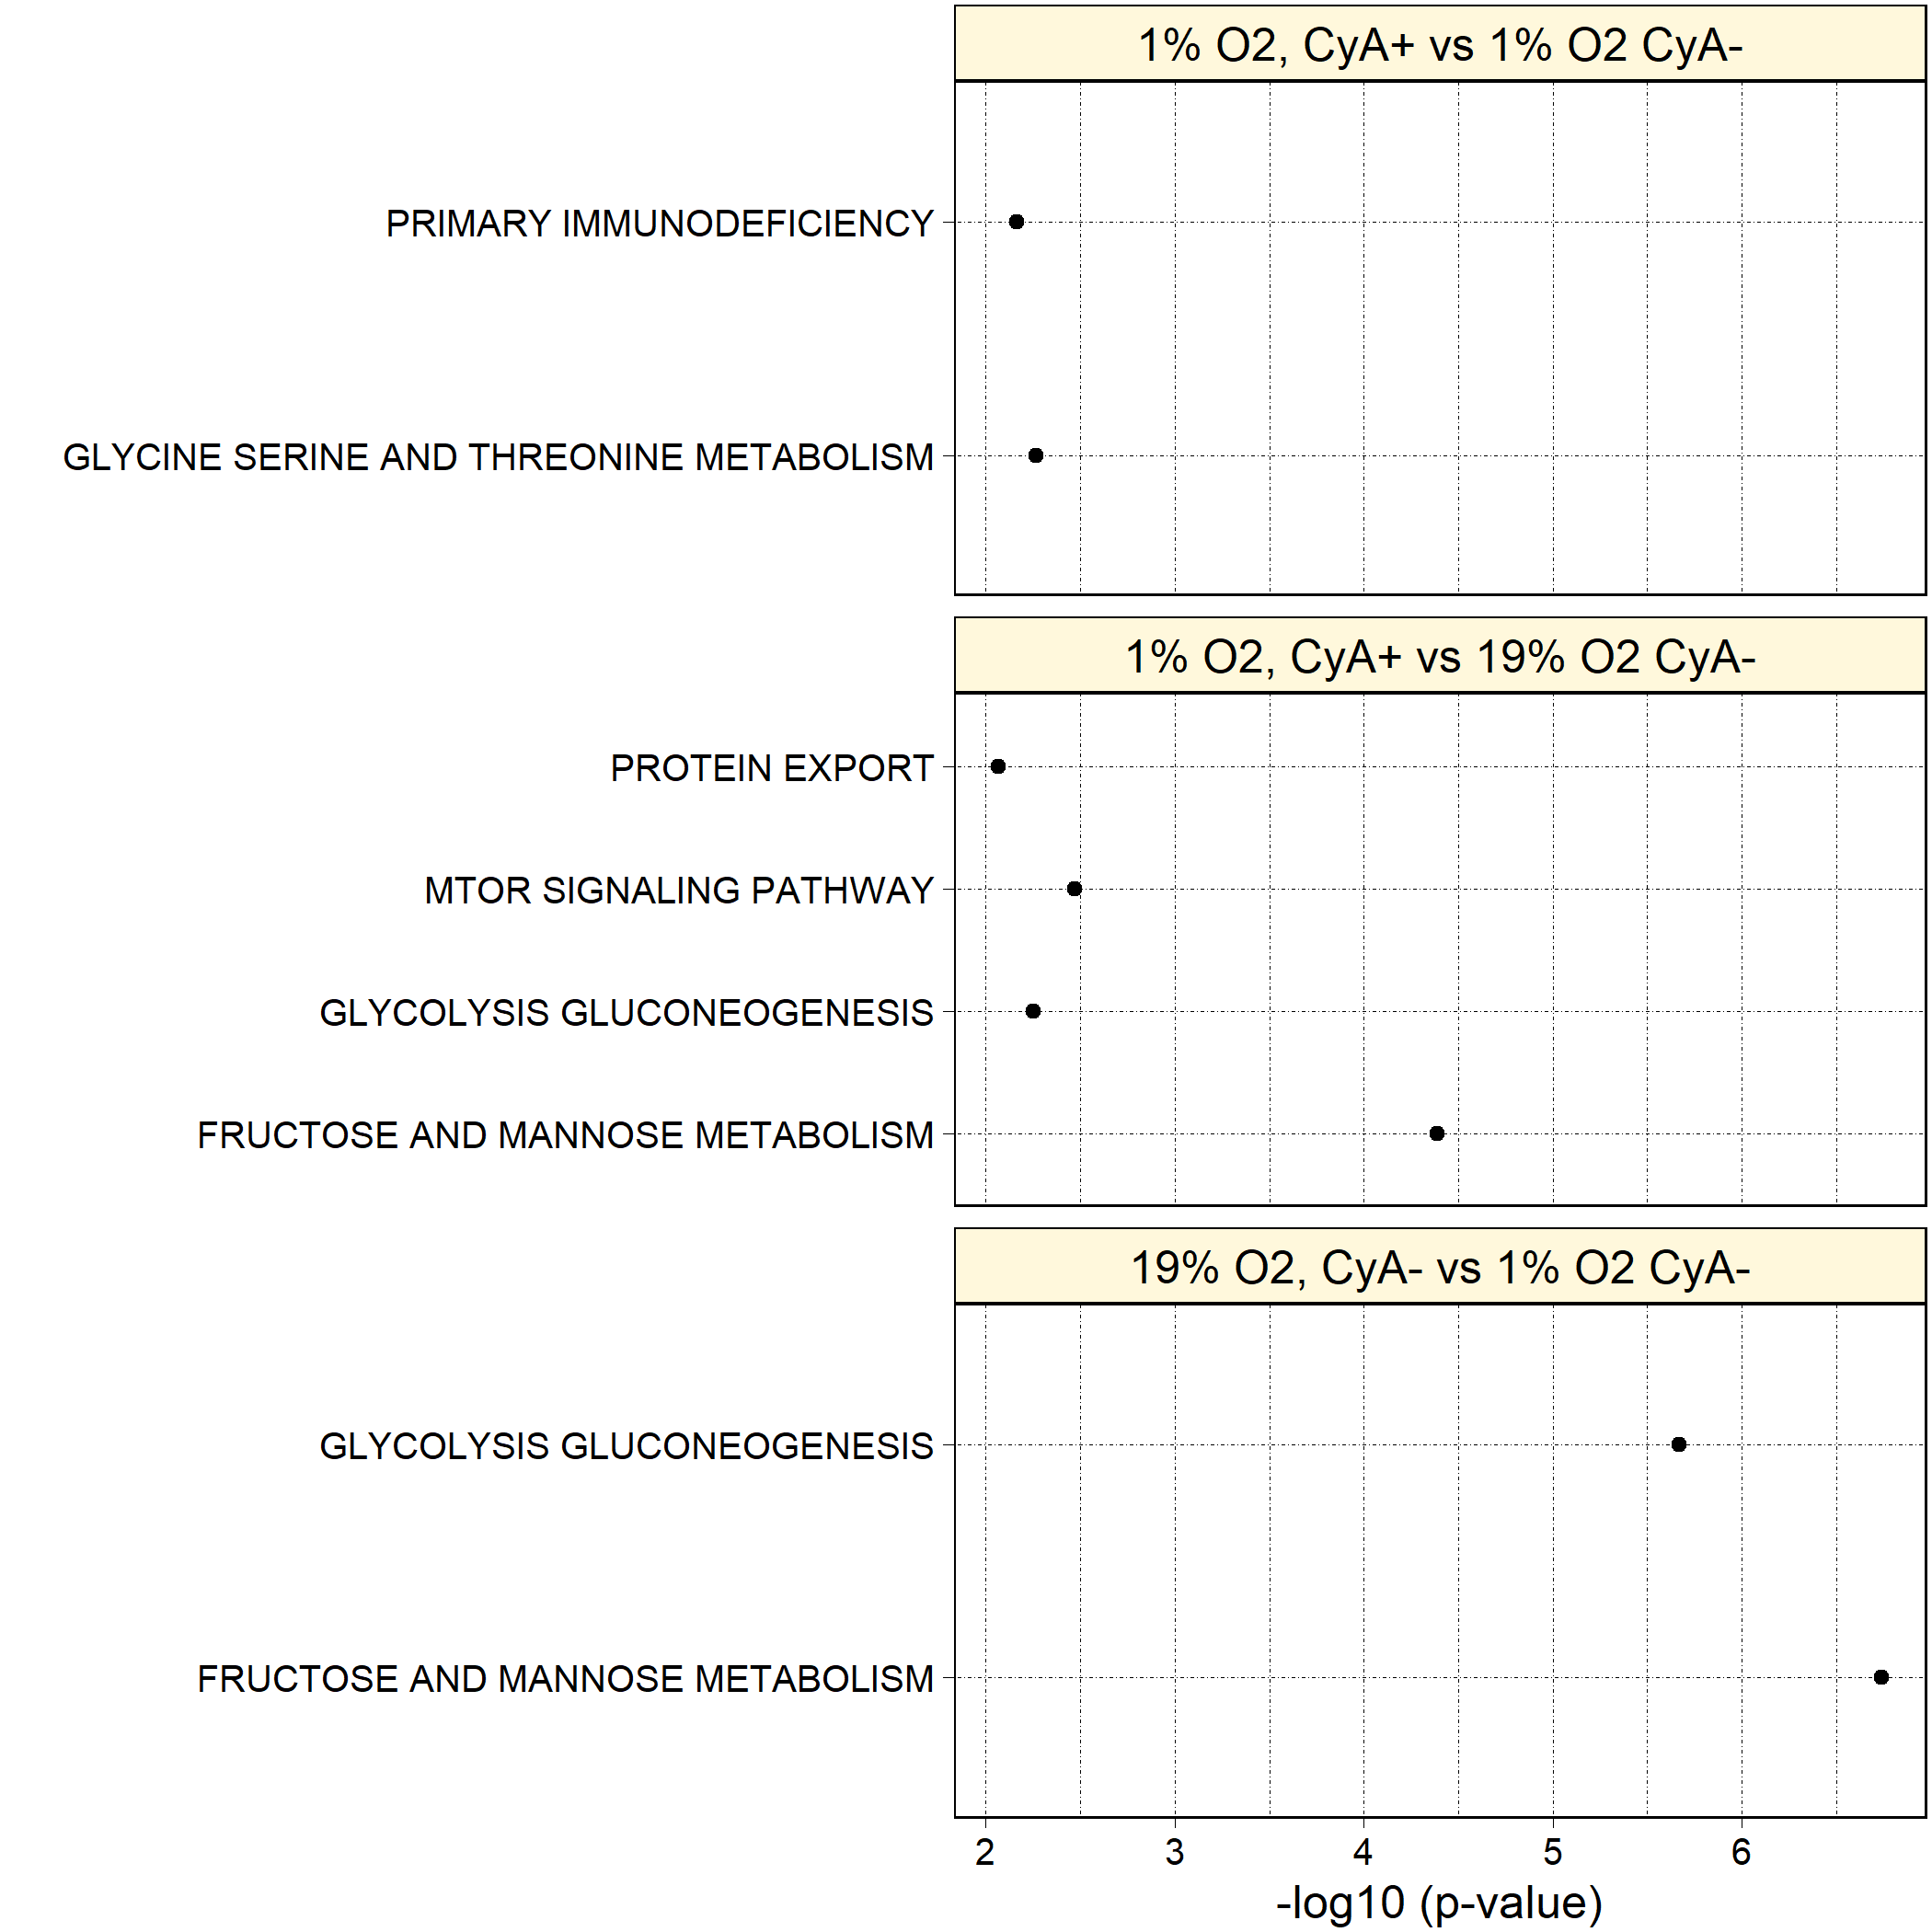 1% O2, CyA+ vs 1% O2 CyA-
PRIMARY IMMUNODEFICIENCY
GLYCINE SERINE AND THREONINE METABOLISM
1% O2, CyA+ vs 19% O2 CyA-
PROTEIN EXPORT
MTOR SIGNALING PATHWAY
GLYCOLYSIS GLUCONEOGENESIS
FRUCTOSE AND MANNOSE METABOLISM
19% O2, CyA- vs 1% O2 CyA-
GLYCOLYSIS GLUCONEOGENESIS
FRUCTOSE AND MANNOSE METABOLISM
2 3 4 5 6
-log10 (p-value)